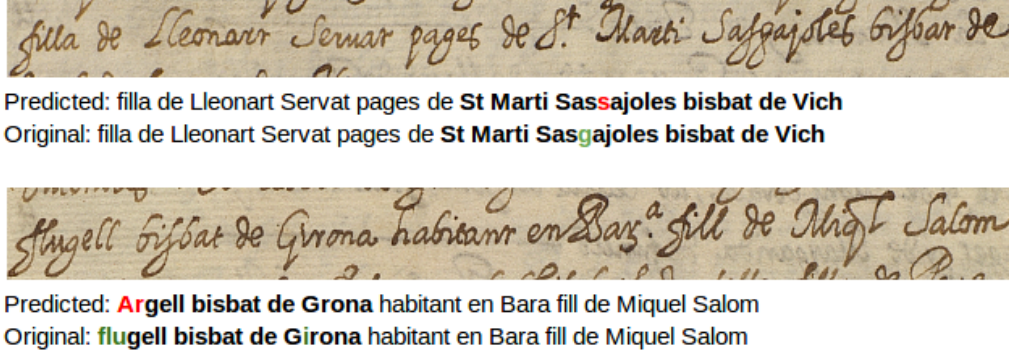 filla de Lleonart Servat pages de St. Marti Sasgajoles bisbat de
Predicted: filla de Lleonart Servat pages de St Marti Sassajoles bisbat de Vich
Original: filla de Lleonart Servat pages de St Marti Sasgajoles bisbat de Vich
flugell bisbat de Girona habitant en Bar.a fill de Miql Salom
Predicted: Argell bisbat de Grona habitant en Bara fill de Miquel Salom
Original: flugell bisbat de Girona habitant en Bara fill de Miquel Salom